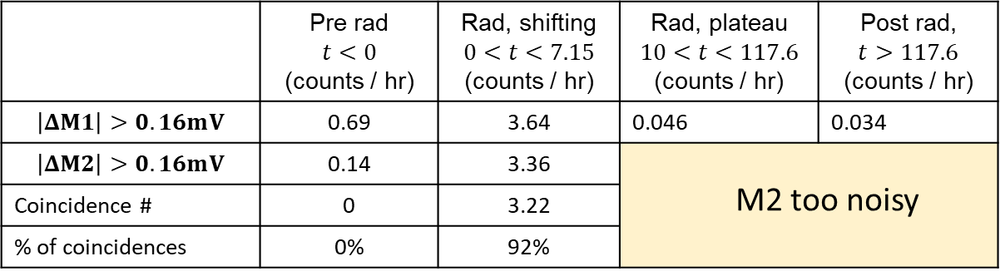 Pre rad
t < 0
(counts / hr)
Rad, shifting
0 < t < 7.15
(counts / hr)
Rad, plateau
10 < t < 117.6
(counts / hr)
Post rad,
t > 117.6
(counts / hr)
|ΔM1| > 0.16mV
0.69
3.64
0.046
0.034
|ΔM2| > 0.16mV
0.14
3.36
M2 too noisy
Coincidence #
0
3.22
% of coincidences
0%
92%